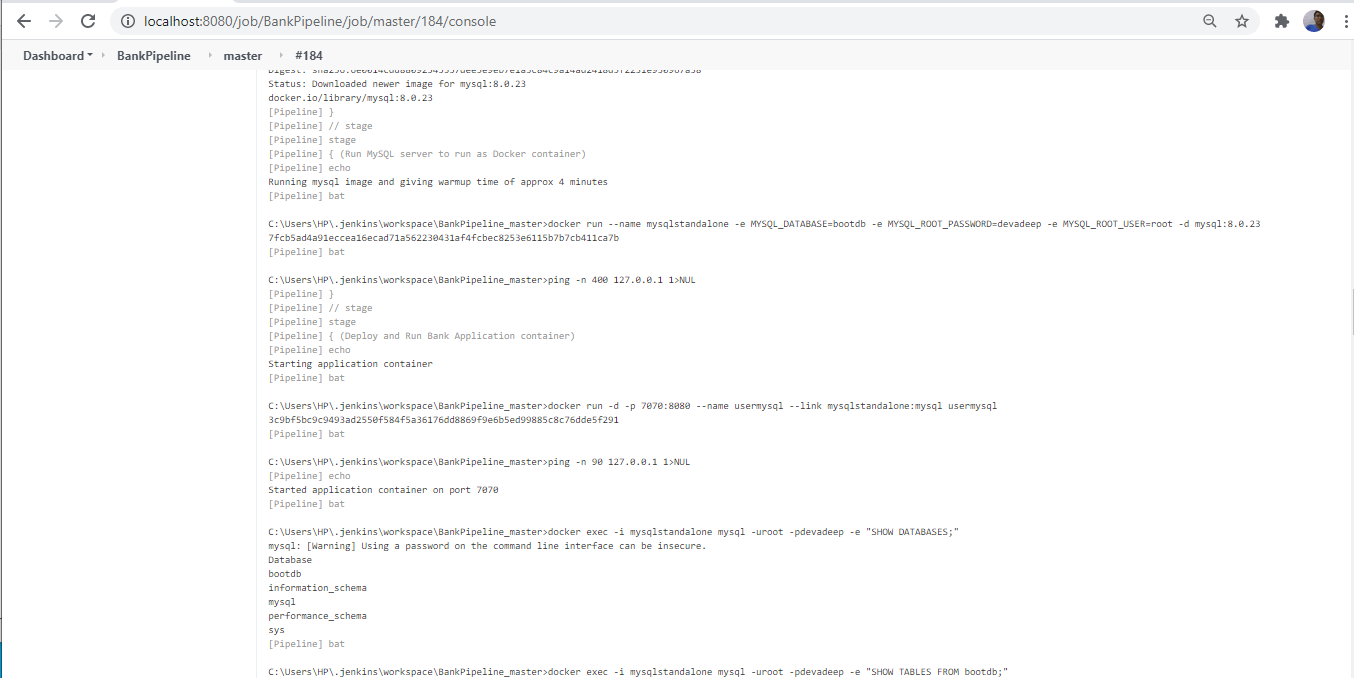 localhost:8080/job/BankPipeline/job/master/184/console
Dashboard BankPipeline master #184
Status: Downloaded newer image for mysql:8.0.23
docker.io/library/mysql:8.0.23
[Pipeline] }
[Pipeline] // stage
[Pipeline] stage
[Pipeline] { (Run MySQL server to run as Docker container)
[Pipeline] echo
Running mysql image and giving warmup time of approx 4 minutes
[Pipeline] bat
C:\Users\HP\.jenkins\workspace\BankPipeline_master>docker run --name mysqlstandalone -e MYSQL_DATABASE=bootdb -e MYSQL_ROOT_PASSWORD=devadeep -e MYSQL_ROOT_USER=root -d mysql:8.0.23
7fcb5ad4a91eccea16ecad71a562230431af4fcbec8253e6115b7b7cb411ca7b
[Pipeline] bat
C:\Users\HP\.jenkins\workspace\BankPipeline_master>ping -n 400 127.0.0.1 1>NUL
[Pipeline] }
[Pipeline] // stage
[Pipeline] stage
[Pipeline] { (Deploy and Run Bank Application container)
[Pipeline] echo
Starting application container
[Pipeline] bat
C:\Users\HP\.jenkins\workspace\BankPipeline_master>docker run -d -p 7070:8080 --name usermysql --link mysqlstandalone:mysql usermysql
3c9bf5bc9c9493ad2550f584f5a36176dd8869f9e6b5ed99885c8c76dde5f291
[Pipeline] bat
C:\Users\HP\.jenkins\workspace\BankPipeline_master>ping -n 90 127.0.0.1 1>NUL
[Pipeline] echo
Started application container on port 7070
[Pipeline] bat
C:\Users\HP\.jenkins\workspace\BankPipeline_master>docker exec -i mysqlstandalone mysql -uroot -pdevadeep -e "SHOW DATABASES;"
mysql: [Warning] Using a password on the command line interface can be insecure.
Database
bootdb
information_schema
mysql
performance_schema
sys
[Pipeline] bat
C:\Users\HP\.jenkins\workspace\BankPipeline_master>docker exec -i mysqlstandalone mysql -uroot -pdevadeep -e "SHOW TABLES FROM bootdb;"